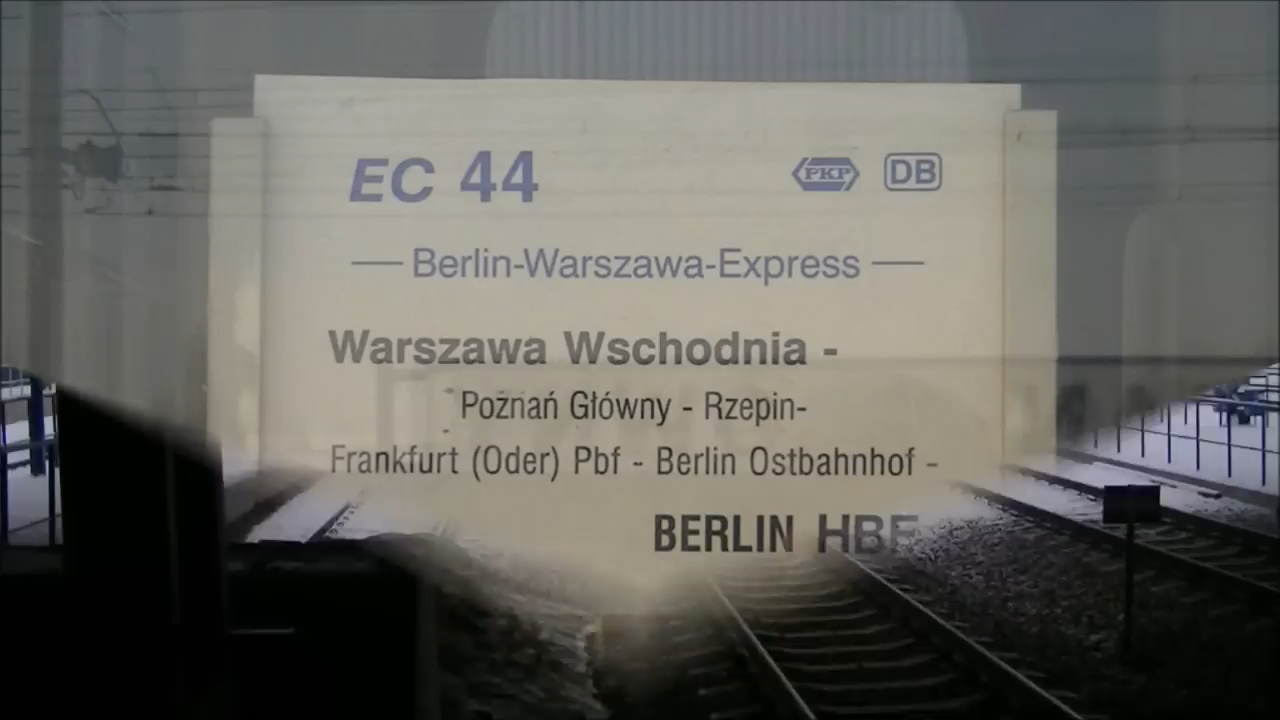 EC 44 PKP DB
— Berlin-Warszawa-Express —
Warszawa Wschodnia -
Poznań Główny - Rzepin-
Frankfurt (Oder) Pbf - Berlin Ostbahnhof -
BERLIN HBF